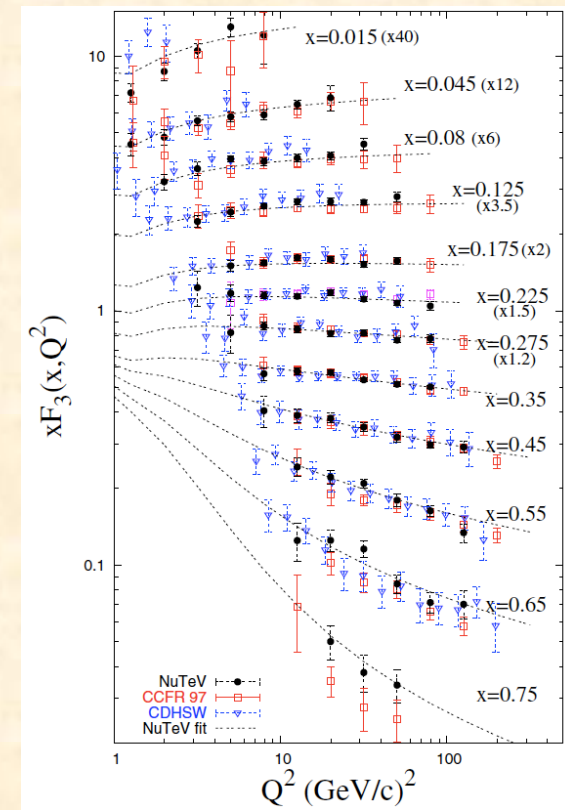 10
1
0.1
xF3(x,Q²)
x=0.015 (x40)
x=0.045 (x12)
x=0.08 (x6)
x=0.125
(x3.5)
x=0.175 (x2)
x=0.225
(x1.5)
x=0.275
(x1.2)
x=0.35
x=0.45
x=0.55
x=0.65
x=0.75
NuTeV
CCFR 97
CDHSW
NuTeV fit
1 10 100
Q² (GeV/c)²